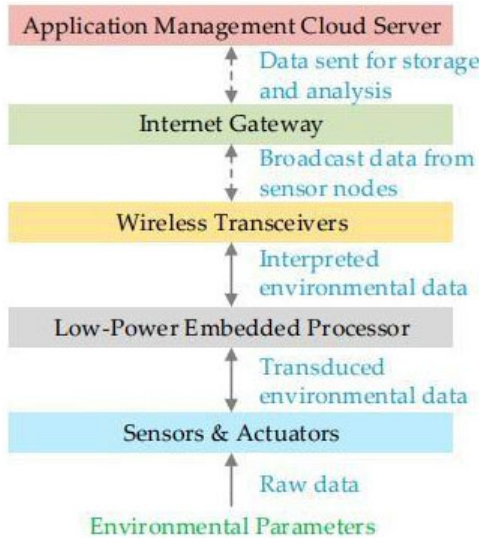 Application Management Cloud Server
Data sent for storage
and analysis
Internet Gateway
Broadcast data from
sensor nodes
Wireless Transceivers
Interpreted
environmental data
Low-Power Embedded Processor
Transduced
environmental data
Sensors & Actuators
Raw data
Environmental Parameters